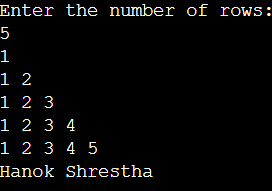 Enter the number of rows:
5
1
1 2
1 2 3
1 2 3 4
1 2 3 4 5
Hanok Shrestha